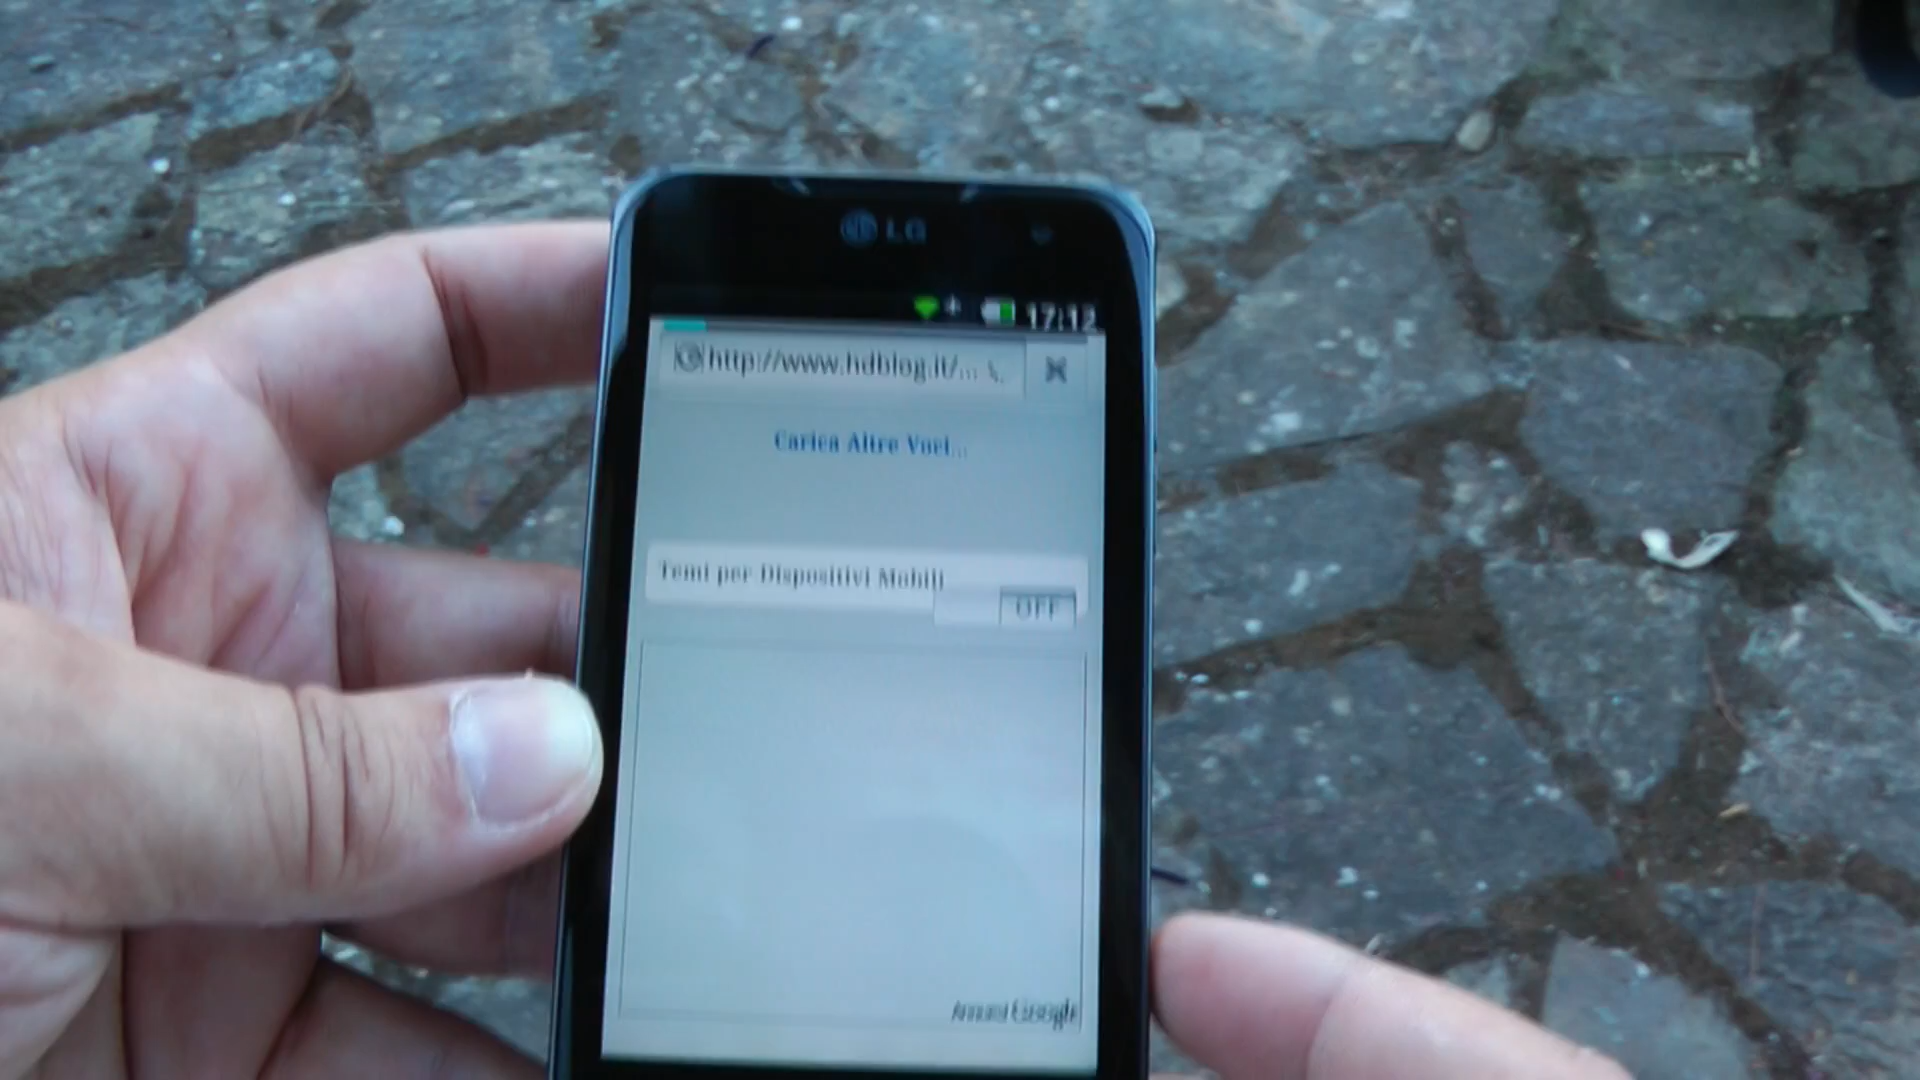 LG
17:12
http://www.hdblog.it/...
Carica Altre Voci...
Temi per Dispositivi Mobili
OFF
Annunci Google